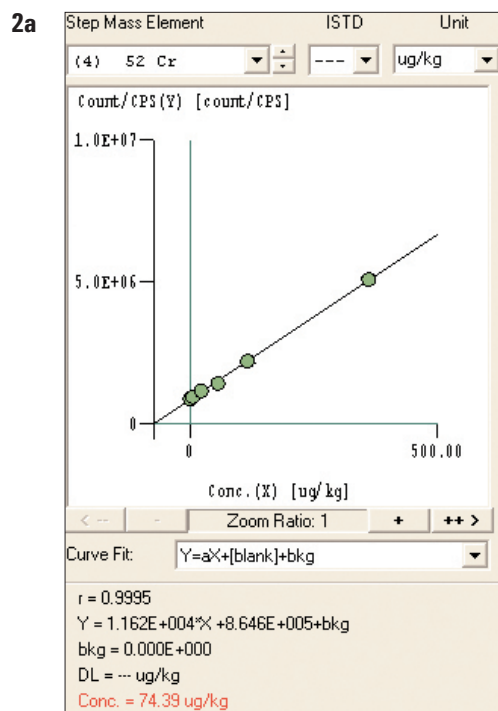 2a
Step Mass Element ISTD Unit
(4) 52 Cr --- ug/kg
Count/CPS(Y) [count/CPS]
1.0E+07
5.0E+06
0
0 500.00
Conc.(X) [ug/kg]
< -- - Zoom Ratio: 1 + ++ >
Curve Fit: Y=aX+[blank]+bkg
r = 0.9995
Y = 1.162E+004*X +8.646E+005+bkg
bkg = 0.000E+000
DL = --- ug/kg
Conc. = 74.39 ug/kg